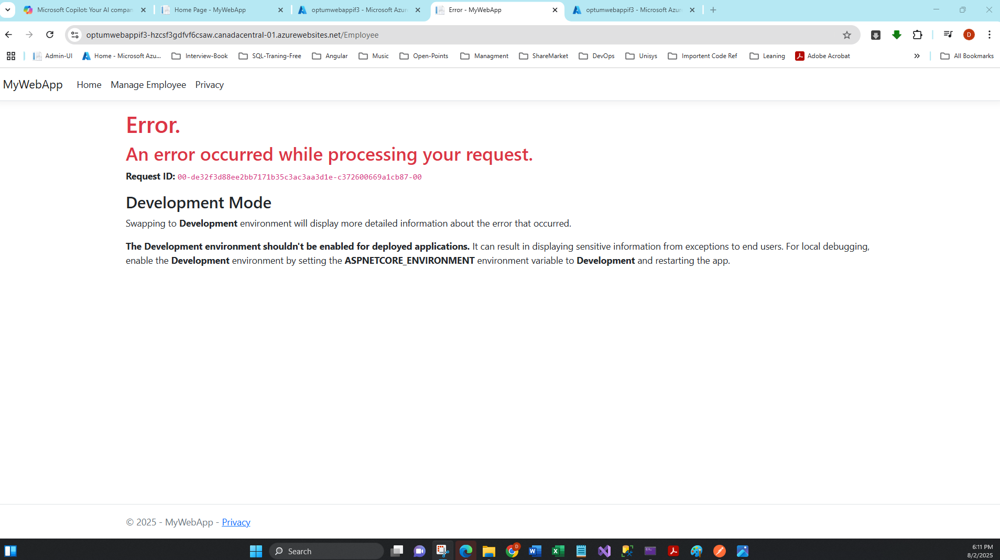 Microsoft Copilot: Your AI compan
Home Page - MyWebApp
optumwebappif3 - Microsoft Azur
Error - MyWebApp
optumwebappif3 - Microsoft Azur
optumwebappif3-hzcsf3gdfvf6csaw.canadacentral-01.azurewebsites.net/Employee
D
Admin-UI
Home - Microsoft Azu...
Interview-Book
SQL-Traning-Free
Angular
Music
Open-Points
Managment
ShareMarket
DevOps
Unisys
Importent Code Ref
Leaning
Adobe Acrobat
All Bookmarks
MyWebApp Home Manage Employee Privacy
Error.
An error occurred while processing your request.
Request ID: 00-de32f3d88ee2bb7171b35c3ac3aa3d1e-c372600669a1cb87-00
Development Mode
Swapping to Development environment will display more detailed information about the error that occurred.
The Development environment shouldn't be enabled for deployed applications. It can result in displaying sensitive information from exceptions to end users. For local debugging,
enable the Development environment by setting the ASPNETCORE_ENVIRONMENT environment variable to Development and restarting the app.
© 2025 - MyWebApp - Privacy
Search
D
6:11 PM
8/2/2025